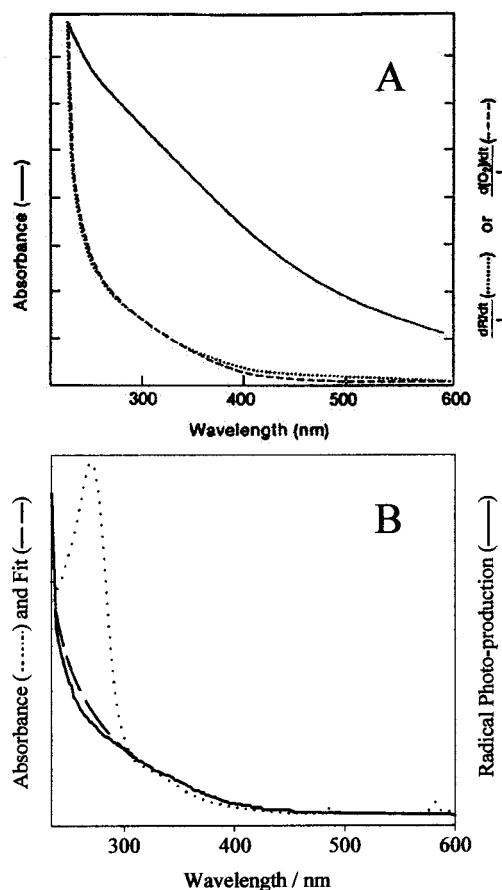 A
Absorbance (——)
dR/dt (········) or d(O₂)/dt (----)
300 400 500 600
Wavelength (nm)
B
Absorbance (·······) and Fit (— —)
Radical Photo-production (——)
300 400 500 600
Wavelength / nm